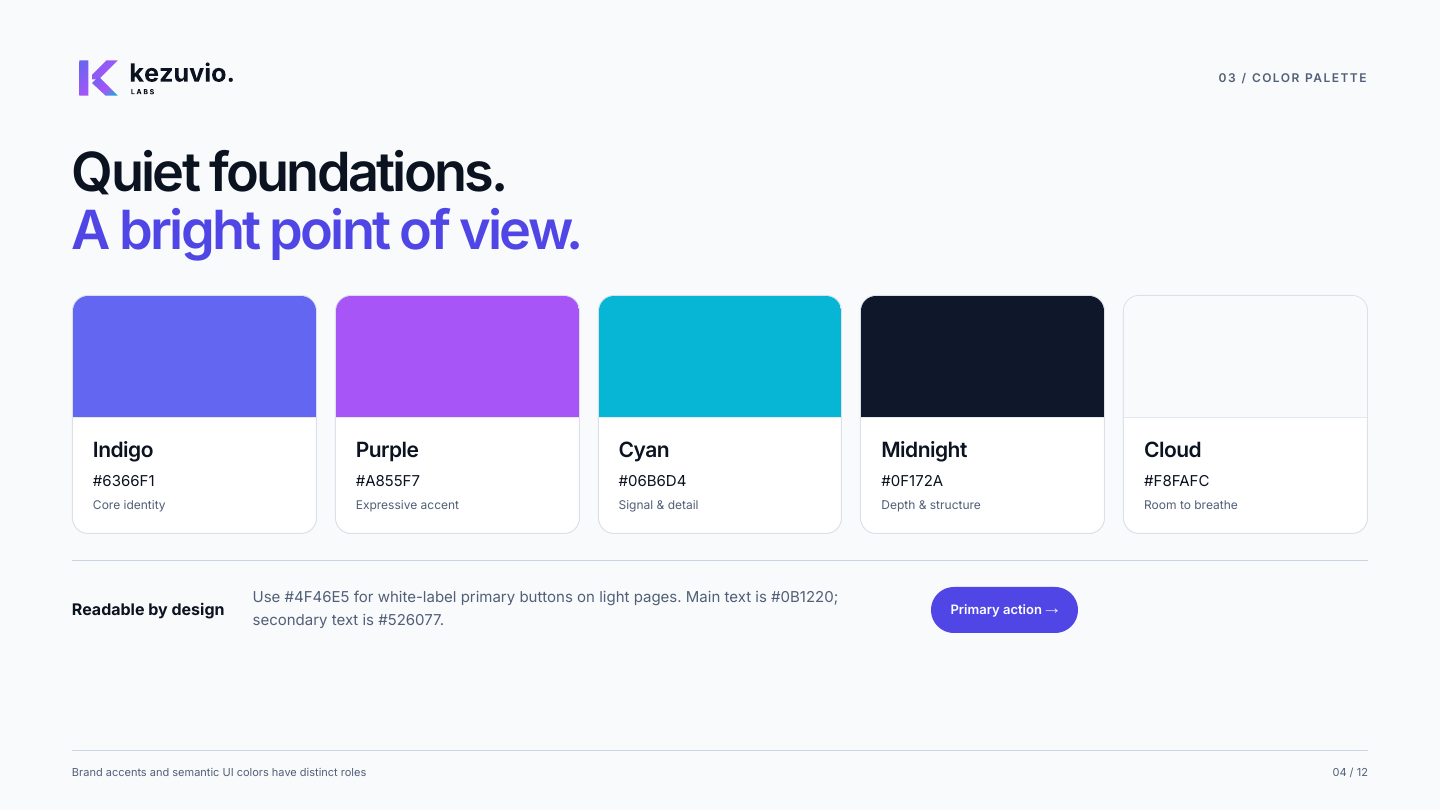 kezuvio.
LABS
03 / COLOR PALETTE
Quiet foundations.
A bright point of view.
Indigo
#6366F1
Core identity
Purple
#A855F7
Expressive accent
Cyan
#06B6D4
Signal & detail
Midnight
#0F172A
Depth & structure
Cloud
#F8FAFC
Room to breathe
Readable by design
Use #4F46E5 for white-label primary buttons on light pages. Main text is #0B1220;
secondary text is #526077.
Primary action →
Brand accents and semantic UI colors have distinct roles
04 / 12